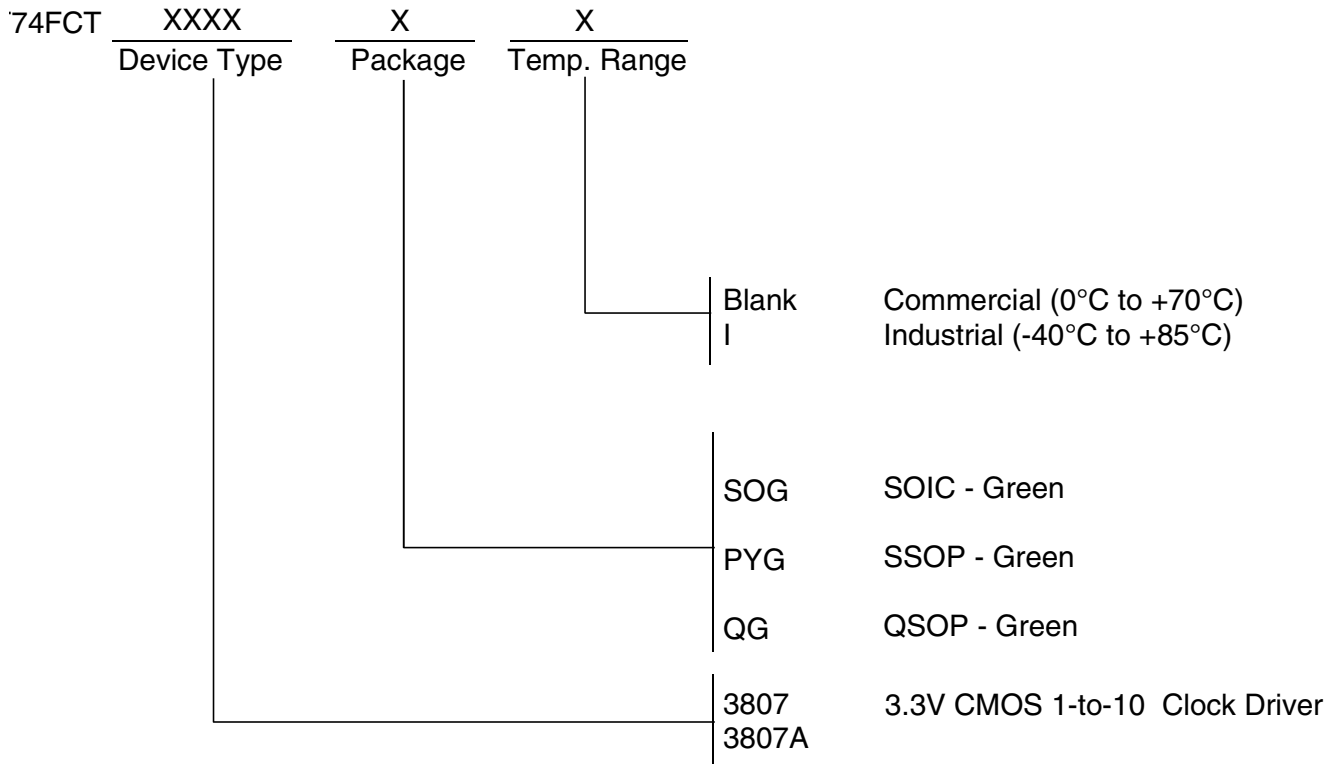 74FCT XXXX X X
Device Type Package Temp. Range
Blank Commercial (0°C to +70°C)
I Industrial (-40°C to +85°C)
SOG SOIC - Green
PYG SSOP - Green
QG QSOP - Green
3807 3.3V CMOS 1-to-10 Clock Driver
3807A